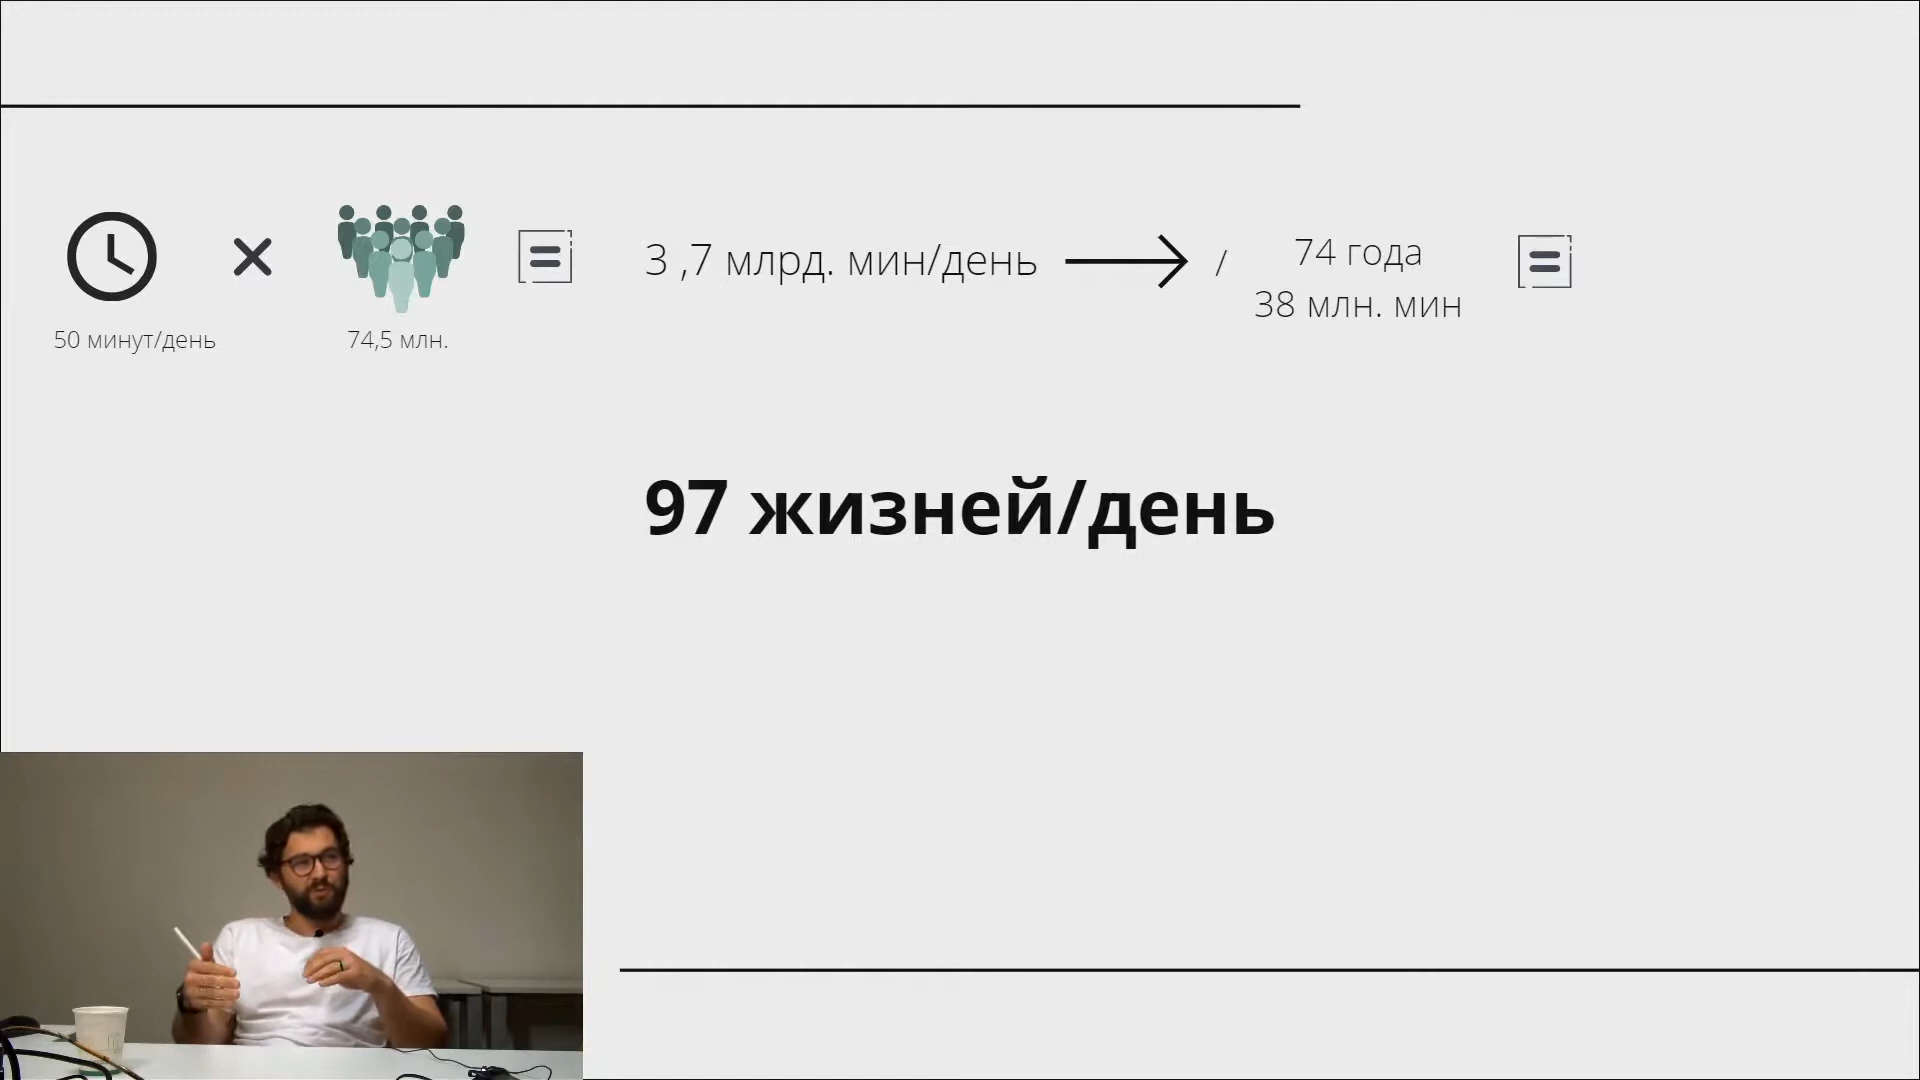 3 ,7 млрд. мин/день
/
74 года
38 млн. мин
50 минут/день
74,5 млн.
97 жизней/день